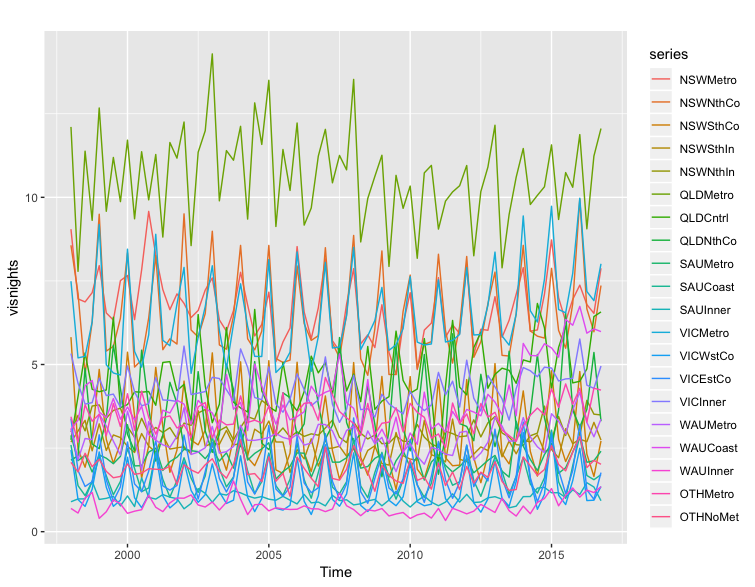 series
NSWMetro
NSWNthCo
NSWSthCo
NSWSthIn
NSWNthIn
QLDMetro
QLDCntrl
QLDNthCo
SAUMetro
SAUCoast
SAUInner
VICMetro
VICWstCo
VICEstCo
VICInner
WAUMetro
WAUCoast
WAUInner
OTHMetro
OTHNoMet
visnights
10
5
0
2000 2005 2010 2015
Time